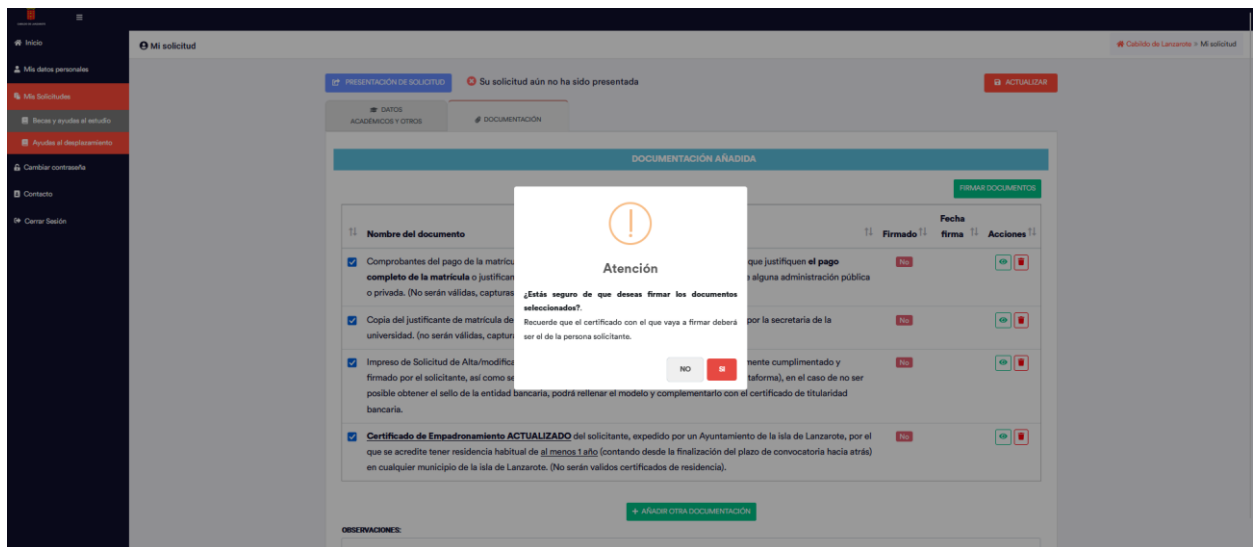 Inicio
Mi solicitud
Cabildo de Lanzarote > Mi solicitud
Mis datos personales
PRESENTACIÓN DE SOLICITUD
Su solicitud aún no ha sido presentada
ACTUALIZAR
Mis Solicitudes
Becas y ayudas al estudio
Ayudas al desplazamiento
Cambiar contraseña
Contacto
Cerrar Sesión
DATOS
ACADÉMICOS Y OTROS
DOCUMENTACIÓN
DOCUMENTACIÓN AÑADIDA
FIRMAR DOCUMENTOS
Nombre del documento
Firmado
Fecha
firma
Acciones
Comprobantes del pago de la matrícu
que justifiquen el pago
No
completo de la matrícula o justifican
alguna administración pública
o privada. (No serán válidas, capturas
Copia del justificante de matrícula de
por la secretaria de la
No
universidad. (no serán válidas, captur
Impreso de Solicitud de Alta/modifica
mente cumplimentado y
No
firmado por el solicitante, así como se
taforma), en el caso de no ser
posible obtener el sello de la entidad bancaria, podrá rellenar el modelo y complementarlo con el certificado de titularidad
bancaria.
Certificado de Empadronamiento ACTUALIZADO del solicitante, expedido por un Ayuntamiento de la isla de Lanzarote, por el
No
que se acredite tener residencia habitual de al menos 1 año (contando desde la finalización del plazo de convocatoria hacia atrás)
en cualquier municipio de la isla de Lanzarote. (No serán validos certificados de residencia).
Atención
¿Estás seguro de que deseas firmar los documentos
seleccionados?.
Recuerde que el certificado con el que vaya a firmar deberá
ser el de la persona solicitante.
NO
SI
+ AÑADIR OTRA DOCUMENTACIÓN
OBSERVACIONES: